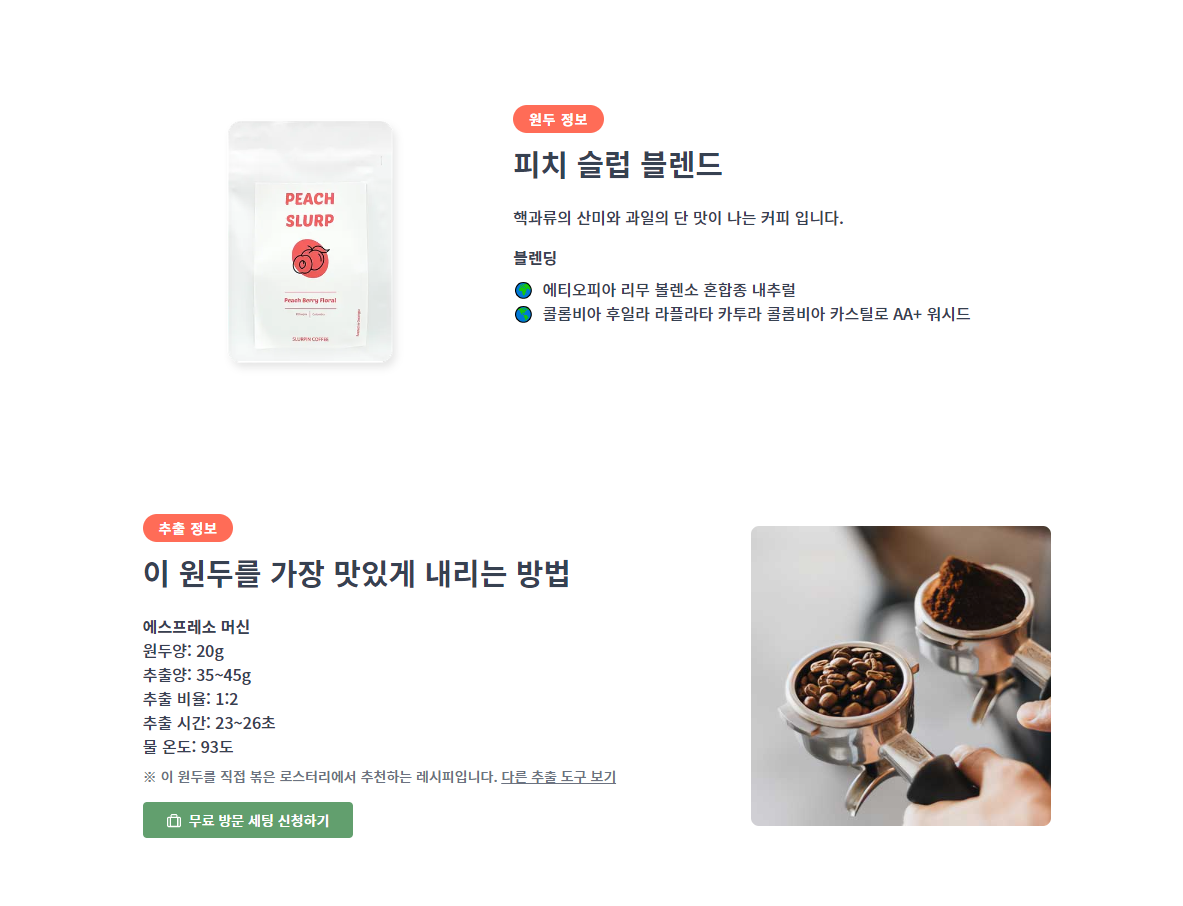 원두 정보
피치 슬럽 블렌드
핵과류의 산미와 과일의 단 맛이 나는 커피 입니다.
블렌딩
에티오피아 리무 볼렌소 혼합종 내추럴
콜롬비아 후일라 라플라타 카투라 콜롬비아 카스틸로 AA+ 워시드
PEACH
SLURP
Peach Berry Floral
SLURPIN COFFEE
추출 정보
이 원두를 가장 맛있게 내리는 방법
에스프레소 머신
원두양: 20g
추출양: 35~45g
추출 비율: 1:2
추출 시간: 23~26초
물 온도: 93도
※ 이 원두를 직접 볶은 로스터리에서 추천하는 레시피입니다. 다른 추출 도구 보기
무료 방문 세팅 신청하기